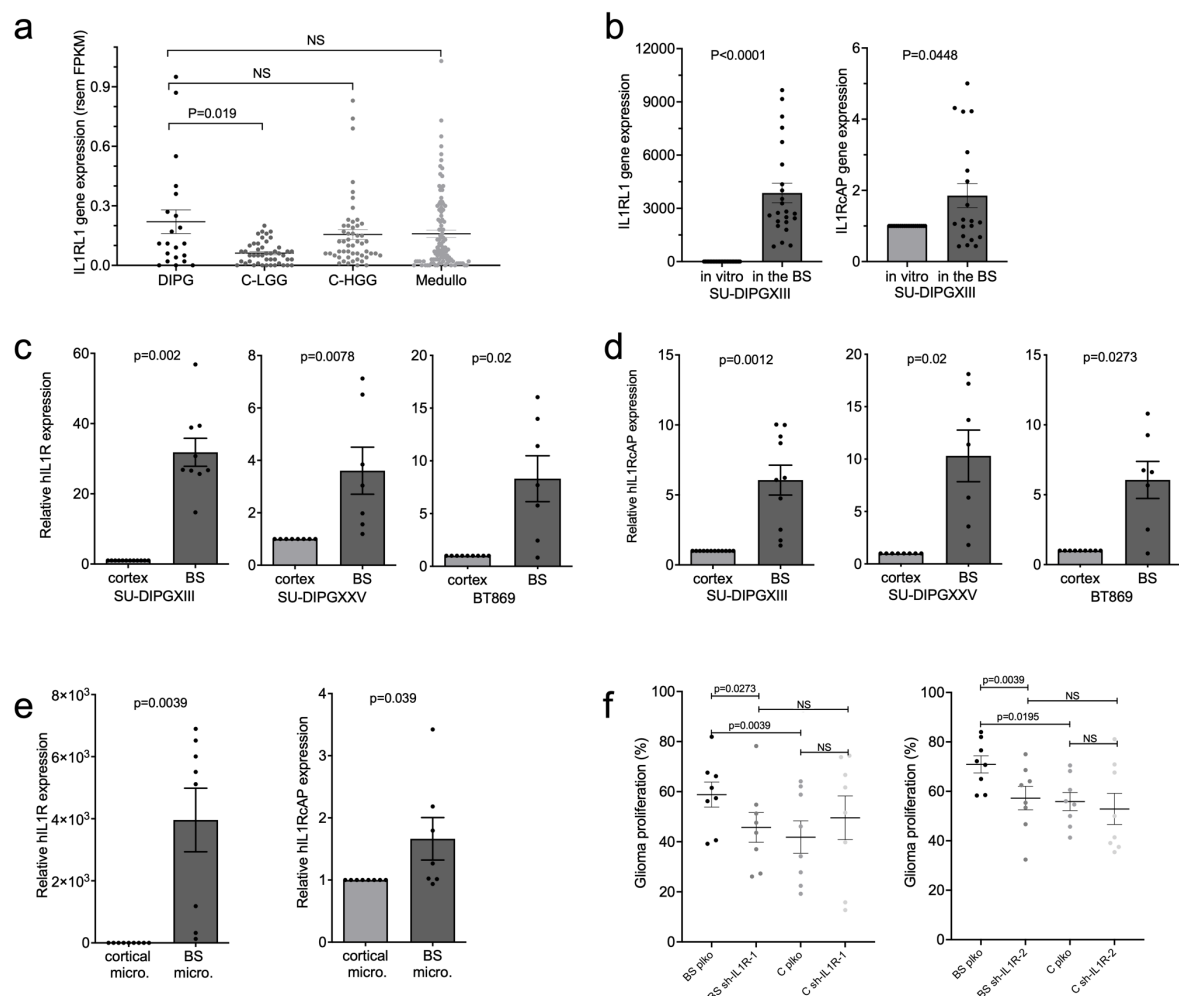 a
IL1RL1 gene expression (rsem FPKM)
0.9
0.6
0.3
0.0
NS
NS
P=0.019
DIPG
C-LGG
C-HGG
Medullo
b
IL1RL1 gene expression
12000
9000
6000
3000
0
P<0.0001
in vitro
in the BS
SU-DIPGXIII
IL1RcAP gene expression
6
4
2
0
P=0.0448
in vitro
in the BS
SU-DIPGXIII
c
Relative hIL1R expression
60
40
20
0
p=0.002
cortex
BS
SU-DIPGXIII
8
6
4
2
0
p=0.0078
cortex
BS
SU-DIPGXXV
20
15
10
5
0
p=0.02
cortex
BS
BT869
d
Relative hIL1RcAP expression
15
10
5
0
p=0.0012
cortex
BS
SU-DIPGXIII
20
15
10
5
0
p=0.02
cortex
BS
SU-DIPGXXV
15
10
5
0
p=0.0273
cortex
BS
BT869
e
Relative hIL1R expression
8×10³
6×10³
4×10³
2×10³
0
p=0.0039
cortical
micro.
BS
micro.
Relative hIL1RcAP expression
4
3
2
1
0
p=0.039
cortical
micro.
BS
micro.
f
Glioma proliferation (%)
100
80
60
40
20
0
p=0.0273
NS
p=0.0039
NS
BS plko
BS sh-IL1R-1
C plko
C sh-IL1R-1
Glioma proliferation (%)
100
80
60
40
20
0
p=0.0039
NS
p=0.0195
NS
BS plko
BS sh-IL1R-2
C plko
C sh-IL1R-2